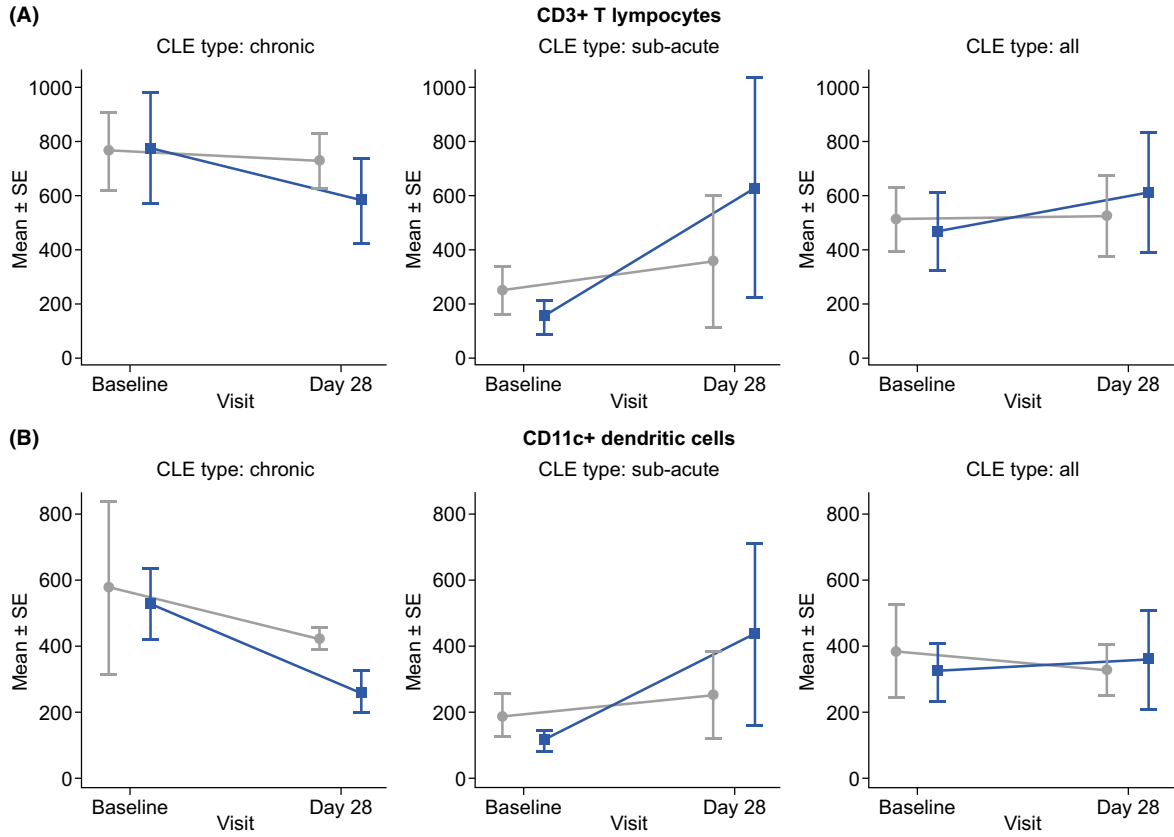 (A)
CD3+ T lympocytes
CLE type: chronic
CLE type: sub-acute
CLE type: all
Mean ± SE
1000
800
600
400
200
0
Baseline
Day 28
Visit
Mean ± SE
1000
800
600
400
200
0
Baseline
Day 28
Visit
Mean ± SE
1000
800
600
400
200
0
Baseline
Day 28
Visit
(B)
CD11c+ dendritic cells
CLE type: chronic
CLE type: sub-acute
CLE type: all
Mean ± SE
800
600
400
200
0
Baseline
Day 28
Visit
Mean ± SE
800
600
400
200
0
Baseline
Day 28
Visit
Mean ± SE
800
600
400
200
0
Baseline
Day 28
Visit